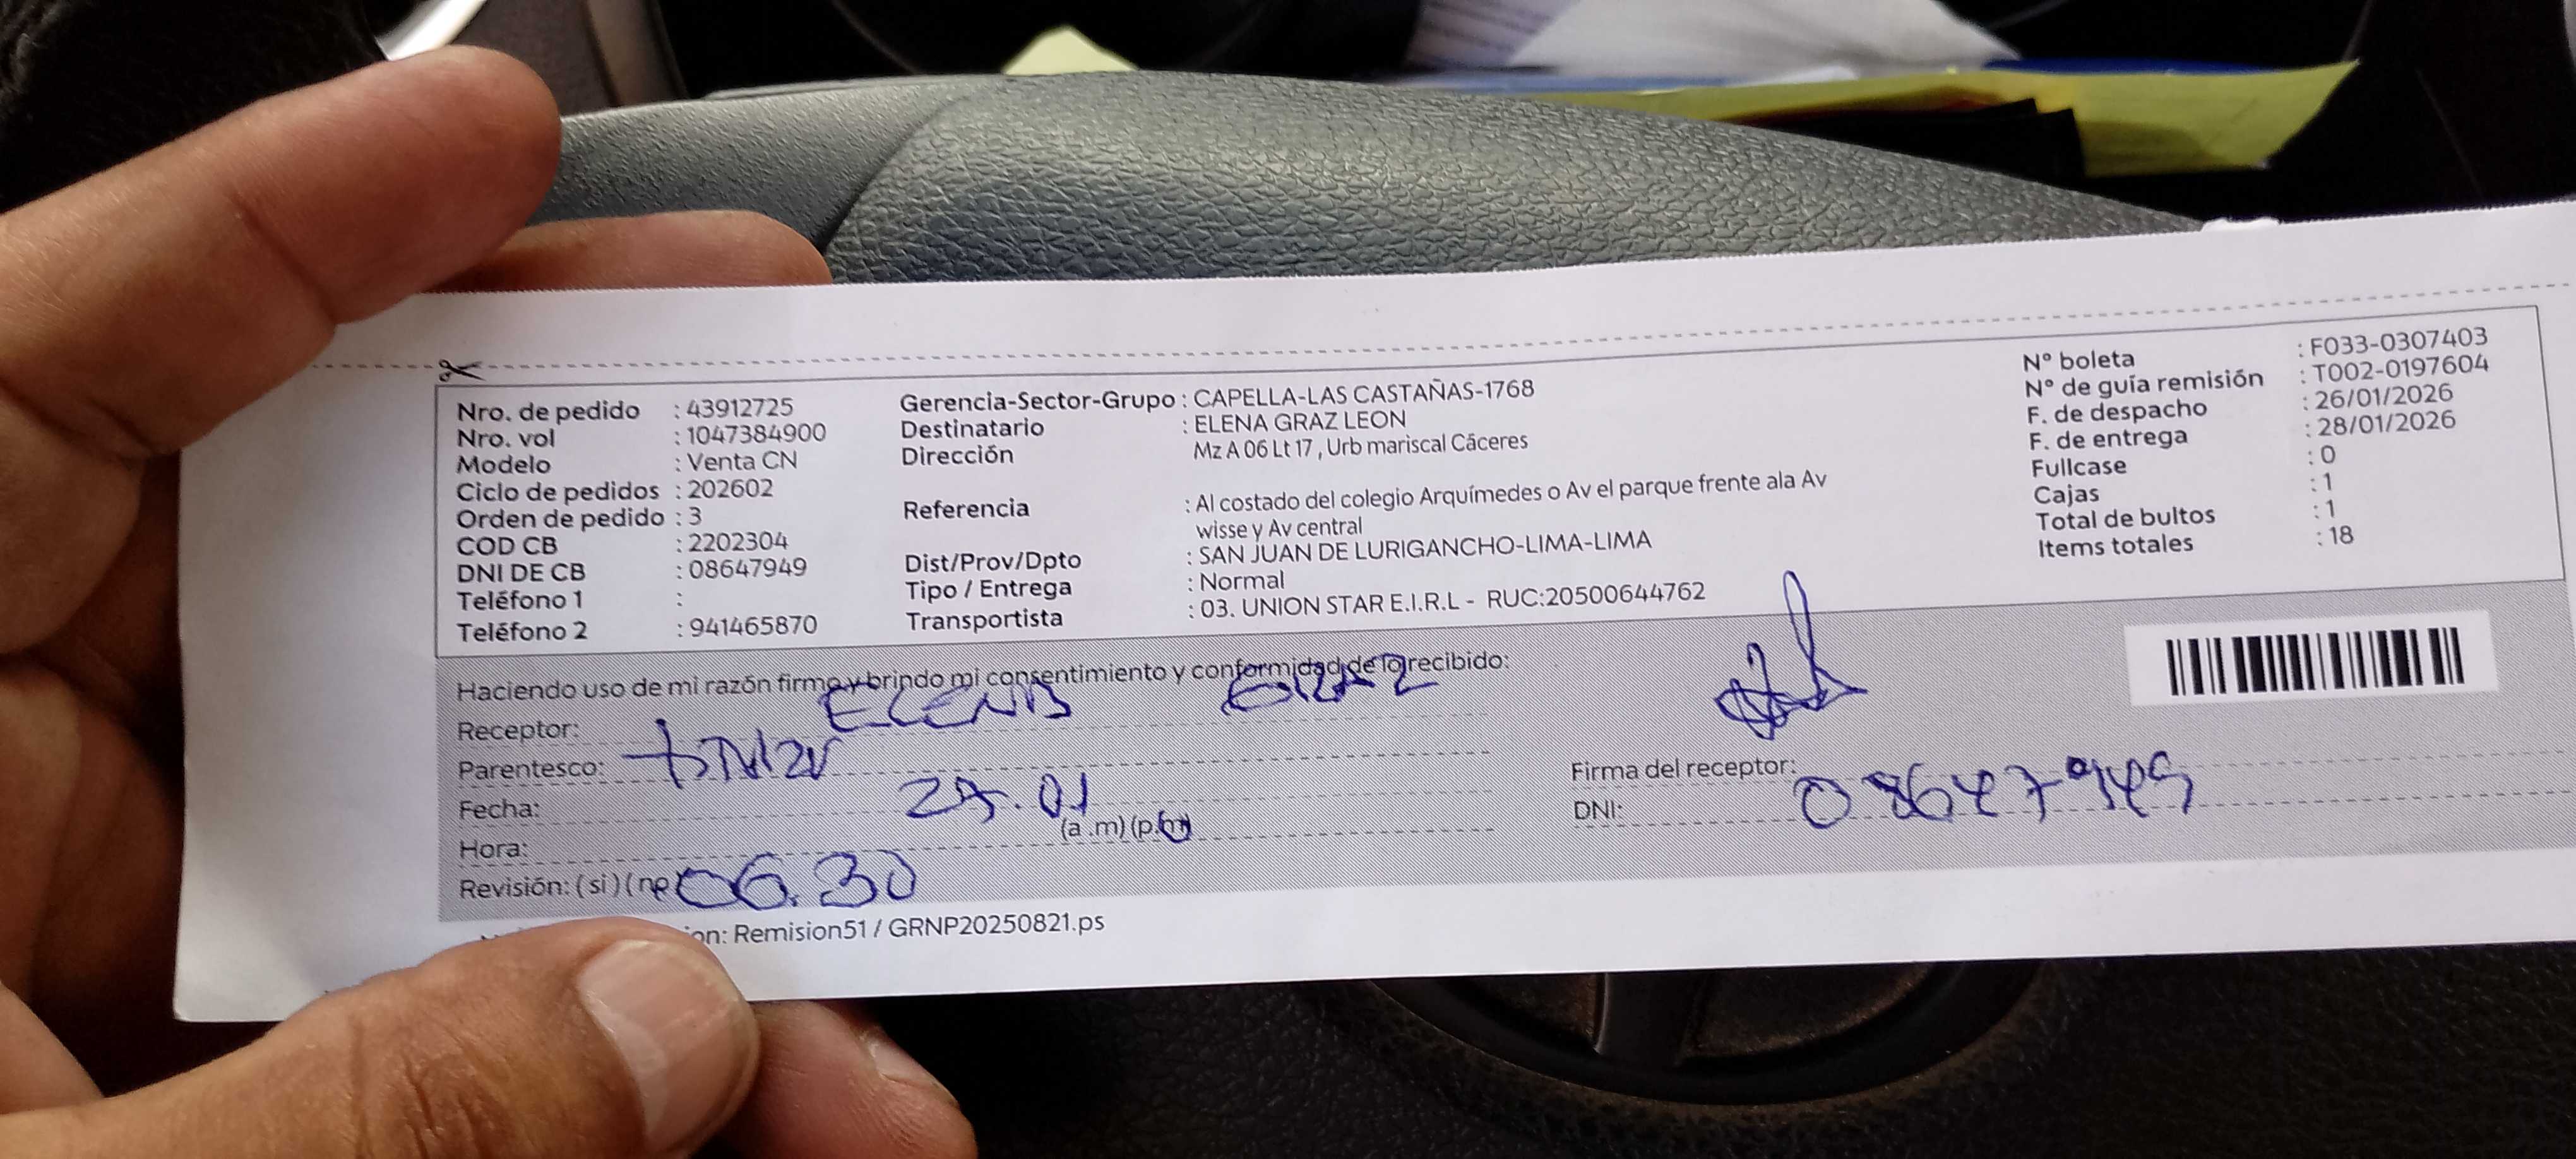 Nro. de pedido : 43912725
Nro. vol : 1047384900
Modelo : Venta CN
Ciclo de pedidos : 202602
Orden de pedido : 3
COD CB : 2202304
DNI DE CB : 08647949
Teléfono 1 :
Teléfono 2 : 941465870
Gerencia-Sector-Grupo : CAPELLA-LAS CASTAÑAS-1768
Destinatario : ELENA GRAZ LEON
Dirección Mz A 06 Lt 17 , Urb mariscal Cáceres
Referencia : Al costado del colegio Arquímedes o Av el parque frente ala Av
wisse y Av central
Dist/Prov/Dpto : SAN JUAN DE LURIGANCHO-LIMA-LIMA
Tipo / Entrega : Normal
Transportista : 03. UNION STAR E.I.R.L - RUC:20500644762
N° boleta : F033-0307403
N° de guía remisión : T002-0197604
F. de despacho : 26/01/2026
F. de entrega : 28/01/2026
Fullcase : 0
Cajas : 1
Total de bultos : 1
Items totales : 18
Haciendo uso de mi razón firmo y brindo mi consentimiento y conformidad de lo recibido:
Receptor: ELENA GRAZ
Parentesco:
Fecha: 01
Hora: (a .m) (p.m)
Revisión: (si) (no) 06.30
Firma del receptor:
DNI: 08647949
ion: Remision51 / GRNP20250821.ps